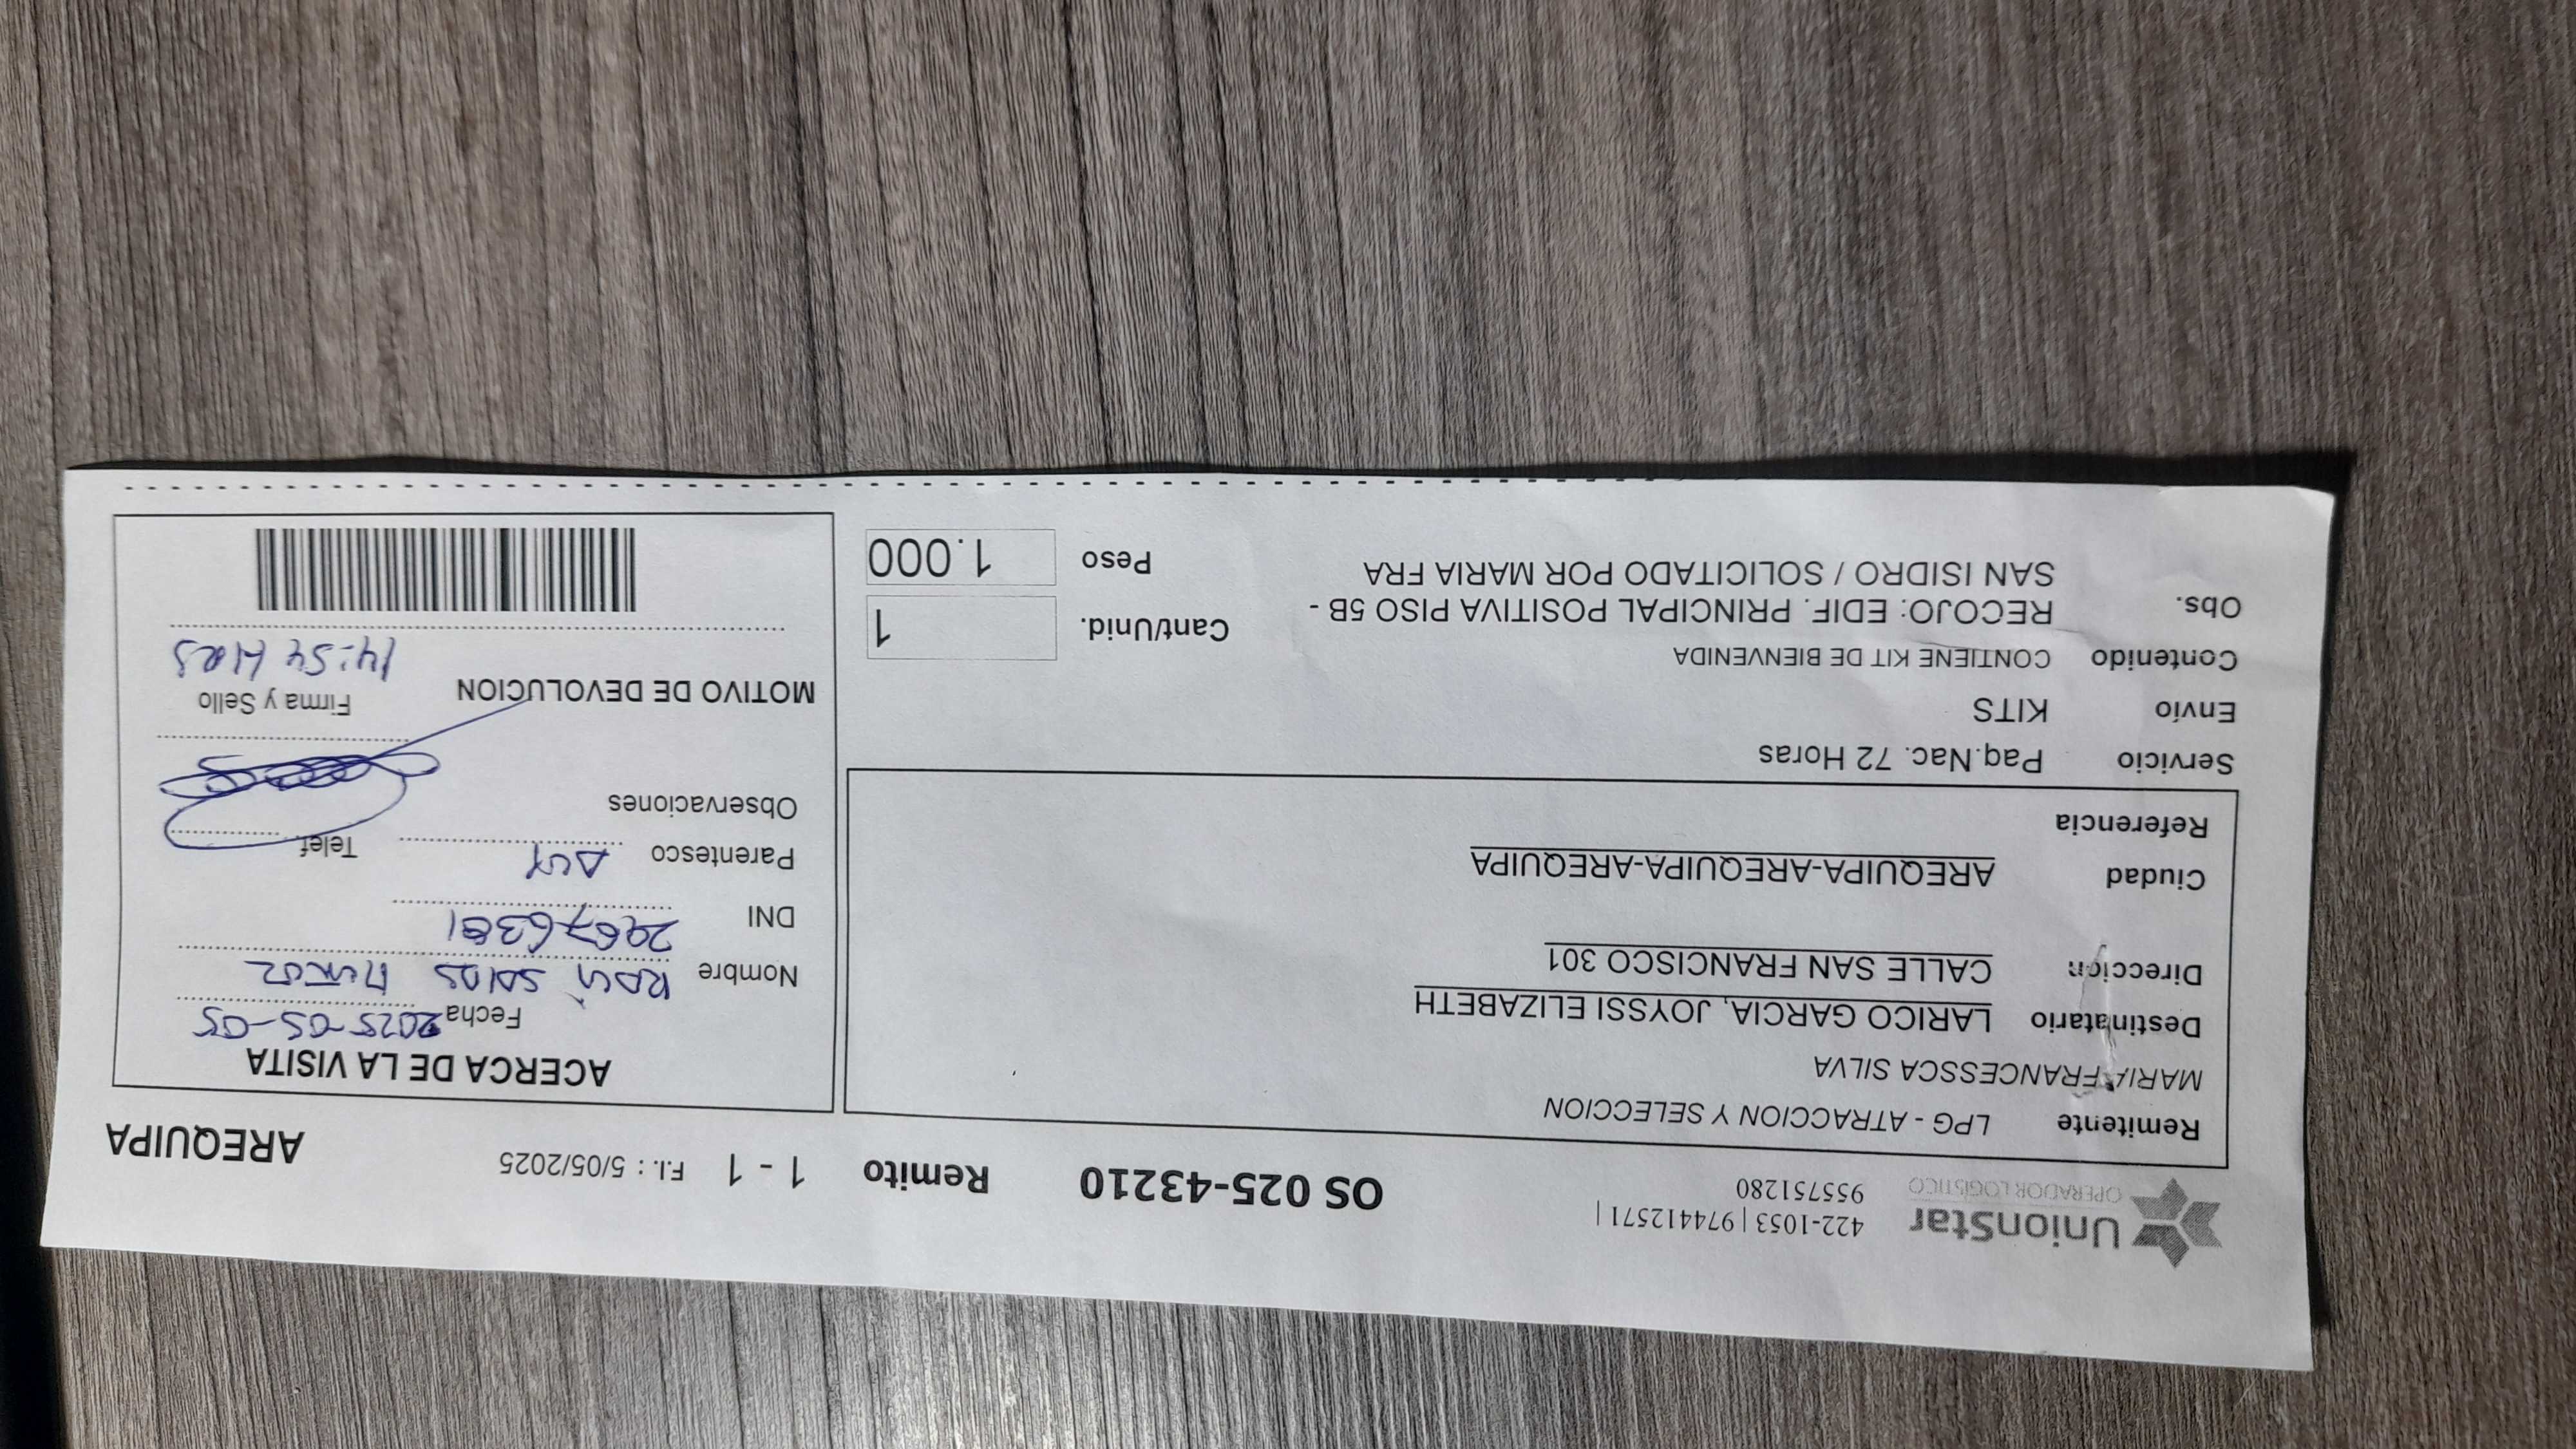 UnionStar
OPERADOR LOGÍSTICO
422-1053 | 974412571 |
955751280
OS 025-43210
Remito 1 - 1 F.I.: 5/05/2025
AREQUIPA
Remitente LPG - ATRACCION Y SELECCION
MARIA FRANCESSCA SILVA
Destinatario LARICO GARCIA, JOYSSI ELIZABETH
Dirección CALLE SAN FRANCISCO 301
Ciudad AREQUIPA-AREQUIPA-AREQUIPA
Referencia
Servicio Paq.Nac. 72 Horas
Envío KITS
Contenido CONTIENE KIT DE BIENVENIDA
Obs. RECOJO: EDIF. PRINCIPAL POSITIVA PISO 5B -
SAN ISIDRO / SOLICITADO POR MARIA FRA
Cant/Unid. 1
Peso 1.000
ACERCA DE LA VISITA
Fecha 2025-05-05
Nombre
DNI
Parentesco
Telef.
Observaciones
Firma y Sello
MOTIVO DE DEVOLUCION
14:54 HRS